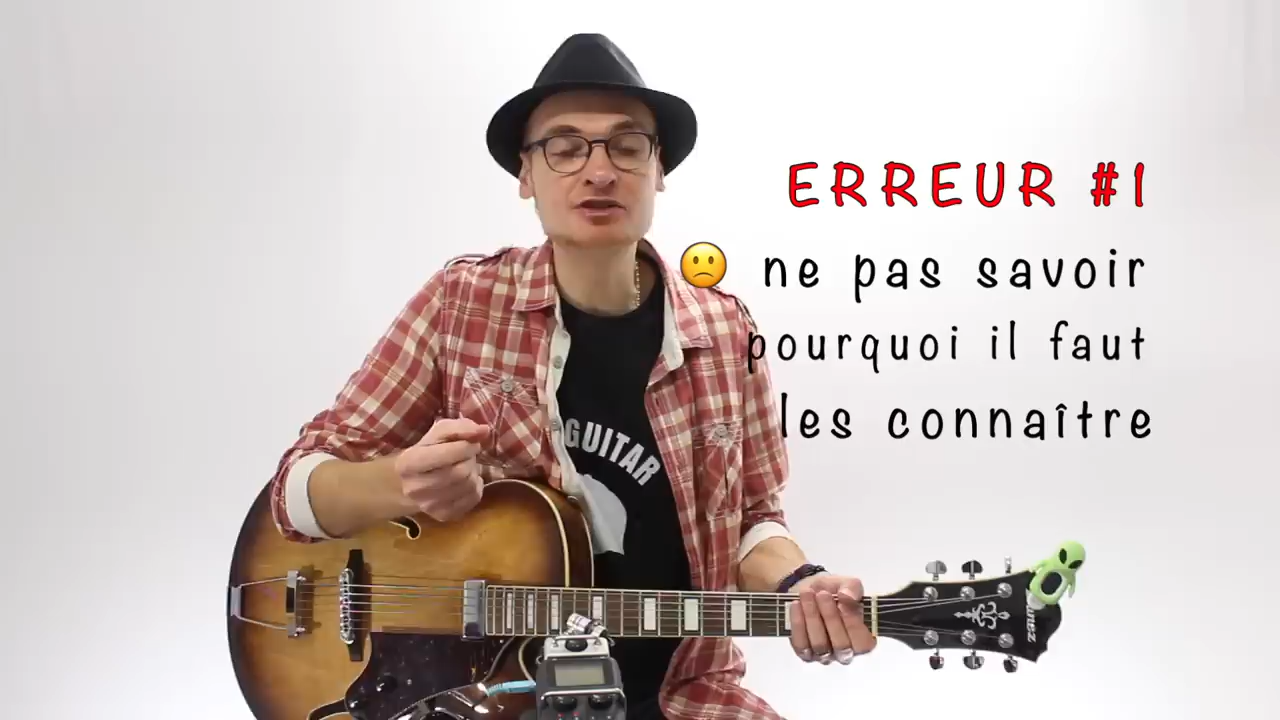 ERREUR #1
ne pas savoir
pourquoi il faut
les connaître
GUITAR